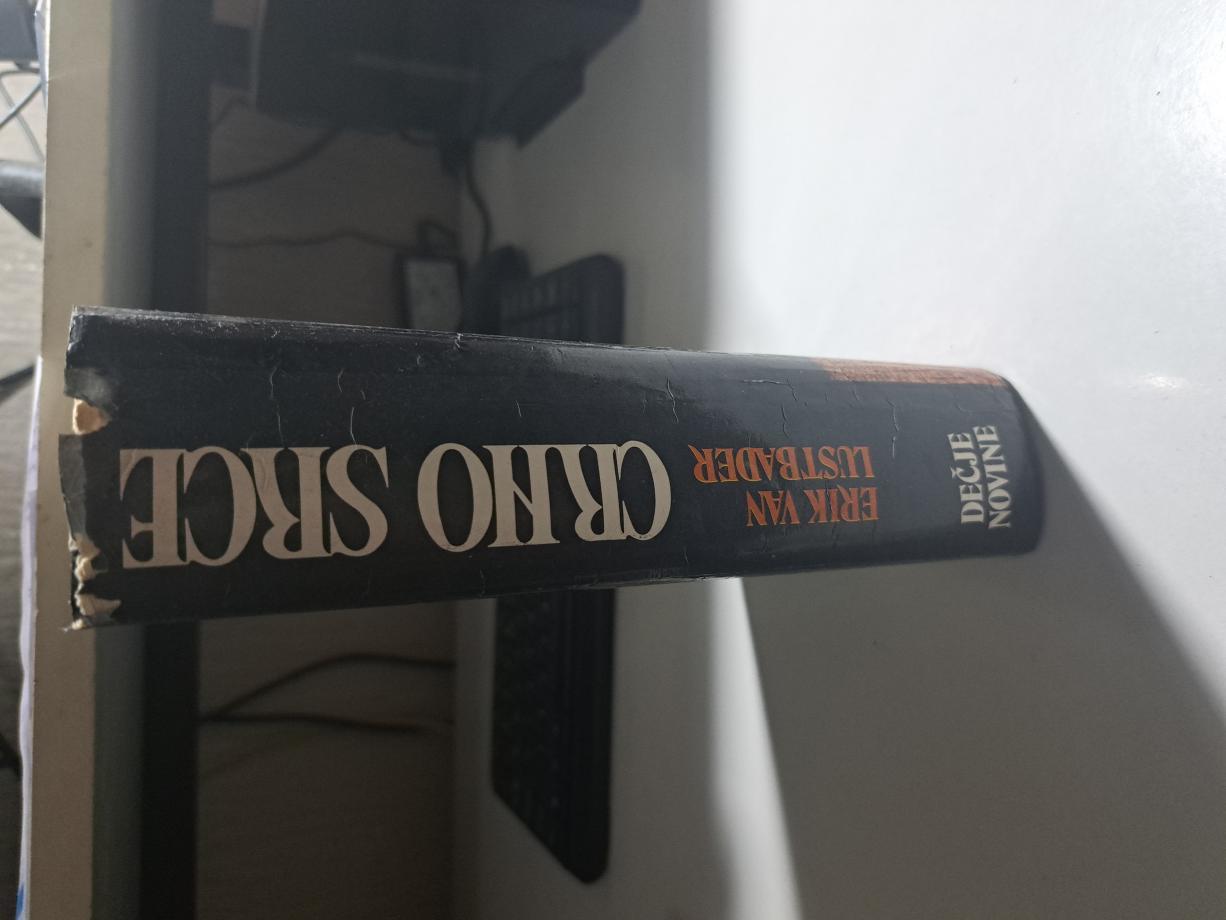 CRNO SRCE
ERIK VAN
LUSTBADER
DEČJE
NOVINE